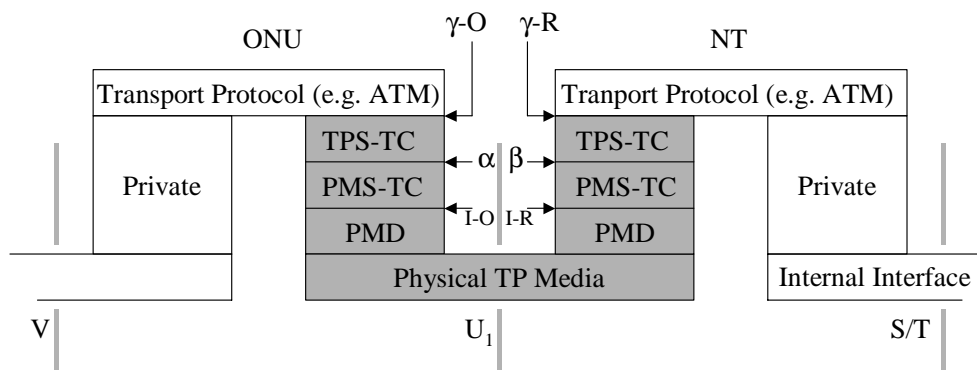 γ-O
γ-R
ONU
NT
Transport Protocol (e.g. ATM)
Tranport Protocol (e.g. ATM)
TPS-TC
α
β
TPS-TC
Private
PMS-TC
PMS-TC
Private
I-O
I-R
PMD
PMD
Physical TP Media
Internal Interface
V
U1
S/T